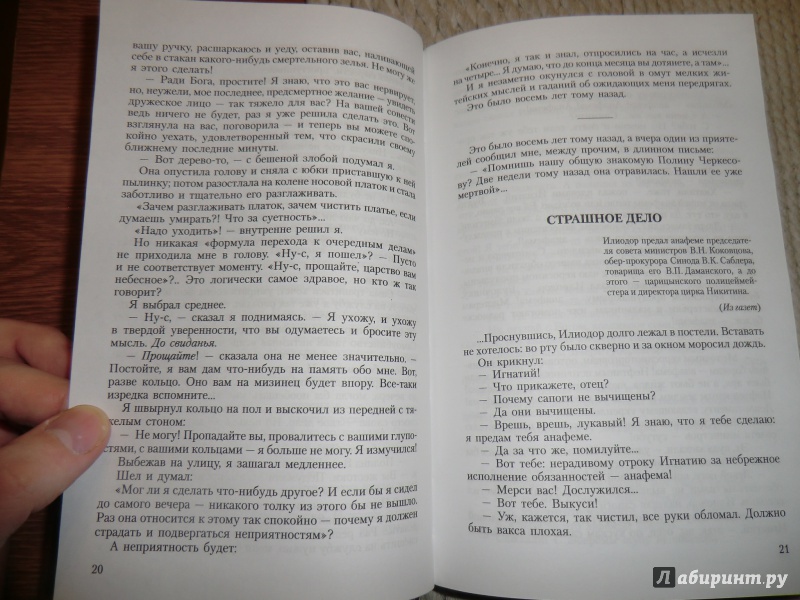 вашу ручку, расшаркаюсь и уеду, оставив вас, наливающей
себе в стакан какого-нибудь смертельного зелья. Не могу же
я этого сделать!
— Ради Бога, простите! Я знаю, что это вас нервирует,
но, неужели, мое последнее, предсмертное желание — увидеть
дружеское лицо — так тяжело для вас? На вашей совести
ведь ничего не будет, раз я уже решила сделать это. Вот
взглянула на вас, поговорила — и теперь вы можете спо-
койно уехать, удовлетворенный тем, что скрасили своему
ближнему последние минуты.
— Вот дерево-то, — с бешеной злобой подумал я.
Она опустила голову и сняла с юбки приставшую к ней
пылинку; потом разостлала на колене носовой платок и стала
заботливо и тщательно его разглаживать.
«Зачем разглаживать платок, зачем чистить платье, если
думаешь умирать?! Что за суетность»...
«Надо уходить!» — внутренне решил я.
Но никакая «формула перехода к очередным делам»
не приходила мне в голову. «Ну-с, я пошел»? — Пусто
и не соответствует моменту. «Ну-с, прощайте, царство вам
небесное»?.. Это логически самое здравое, но кто ж так
говорит?
Я выбрал среднее.
— Ну-с, — сказал я поднимаясь. — Я ухожу, и ухожу
в твердой уверенности, что вы одумаетесь и бросите эту
мысль. До свиданья.
— Прощайте! — сказала она не менее значительно. —
Постойте, я вам дам что-нибудь на память обо мне. Вот,
разве кольцо. Оно вам на мизинец будет впору. Все-таки
изредка вспомните...
Я швырнул кольцо на пол и выскочил из передней с тя-
желым стоном:
— Не могу! Пропадайте вы, провалитесь с вашими глупо-
стями, с вашими кольцами — я больше не могу. Я измучился!
Выбежав на улицу, я зашагал медленнее.
Шел и думал:
«Мог ли я сделать что-нибудь другое? И если бы я сидел
до самого вечера — никакого толку из этого бы не вышло.
Раз она относится к этому так спокойно — почему я должен
страдать и подвергаться неприятностям»?
А неприятность будет:
20
«Конечно, я так и знал, отпросились на час, а исчезли
на четыре... Я думаю, что до конца месяца вы дотянете, а там»...
И я незаметно окунулся с головой в омут мелких жи-
тейских мыслей и гаданий об ожидающих меня передрягах.
Это было восемь лет тому назад.
Это было восемь лет тому назад, а вчера один из прияте-
лей сообщил мне, между прочим, в длинном письме:
— «Помнишь нашу общую знакомую Полину Черкесо-
ву? Две недели тому назад она отравилась. Нашли ее уже
мертвой»...
СТРАШНОЕ ДЕЛО
Илиодор предал анафеме председате-
ля совета министров В.Н. Коковцова,
обер-прокурора Синода В.К. Саблера,
товарища его В.П. Даманского, а до
этого — царицынского полицеймей-
стера и директора цирка Никитина.
(Из газет)
...Проснувшись, Илиодор долго лежал в постели. Вставать
не хотелось: во рту было скверно и за окном моросил дождь.
Он крикнул:
— Игнатий!
— Что прикажете, отец?
— Почему сапоги не вычищены?
— Да они вычищены.
— Врешь, врешь, лукавый! Я знаю, что я тебе сделаю:
я предам тебя анафеме.
— Да за что же, помилуйте...
— Вот тебе: нерадивому отроку Игнатию за небрежное
исполнение обязанностей — анафема!
— Мерси вас! Дослужился...
— Вот тебе. Выкуси!
— Уж, кажется, так чистил, все руки обломал. Должно
быть вакса плохая.
21
Лабиринт.ру